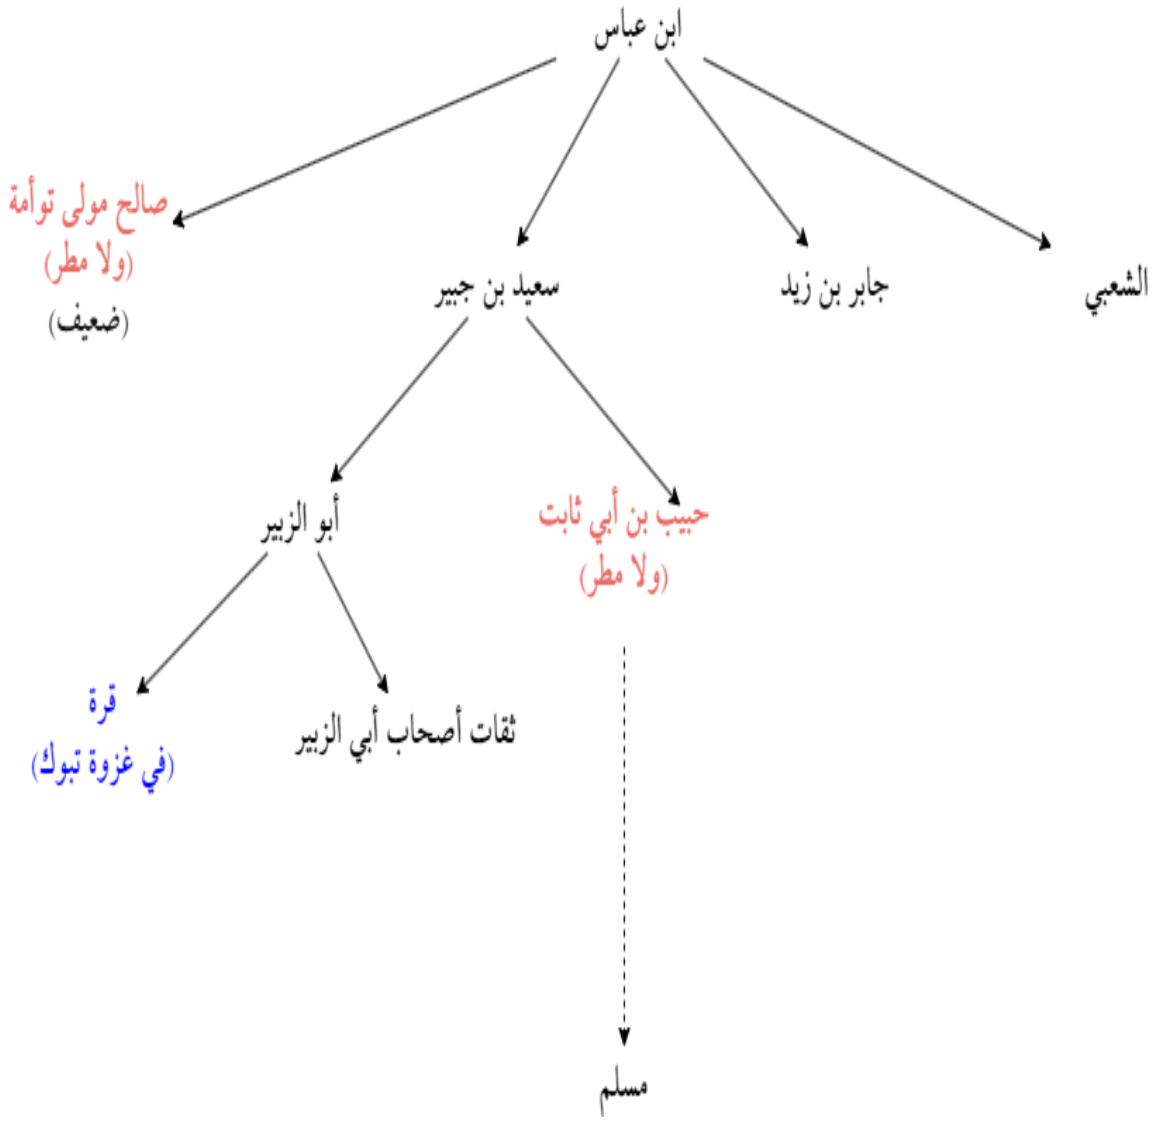 ابن عباس
صالح مولى توأمة
(ولا مطر)
(ضعيف)
سعيد بن جبير
جابر بن زيد
الشعبي
أبو الزبير
حبيب بن أبي ثابت
(ولا مطر)
قرة
(في غزوة تبوك)
ثقات أصحاب أبي الزبير
مسلم